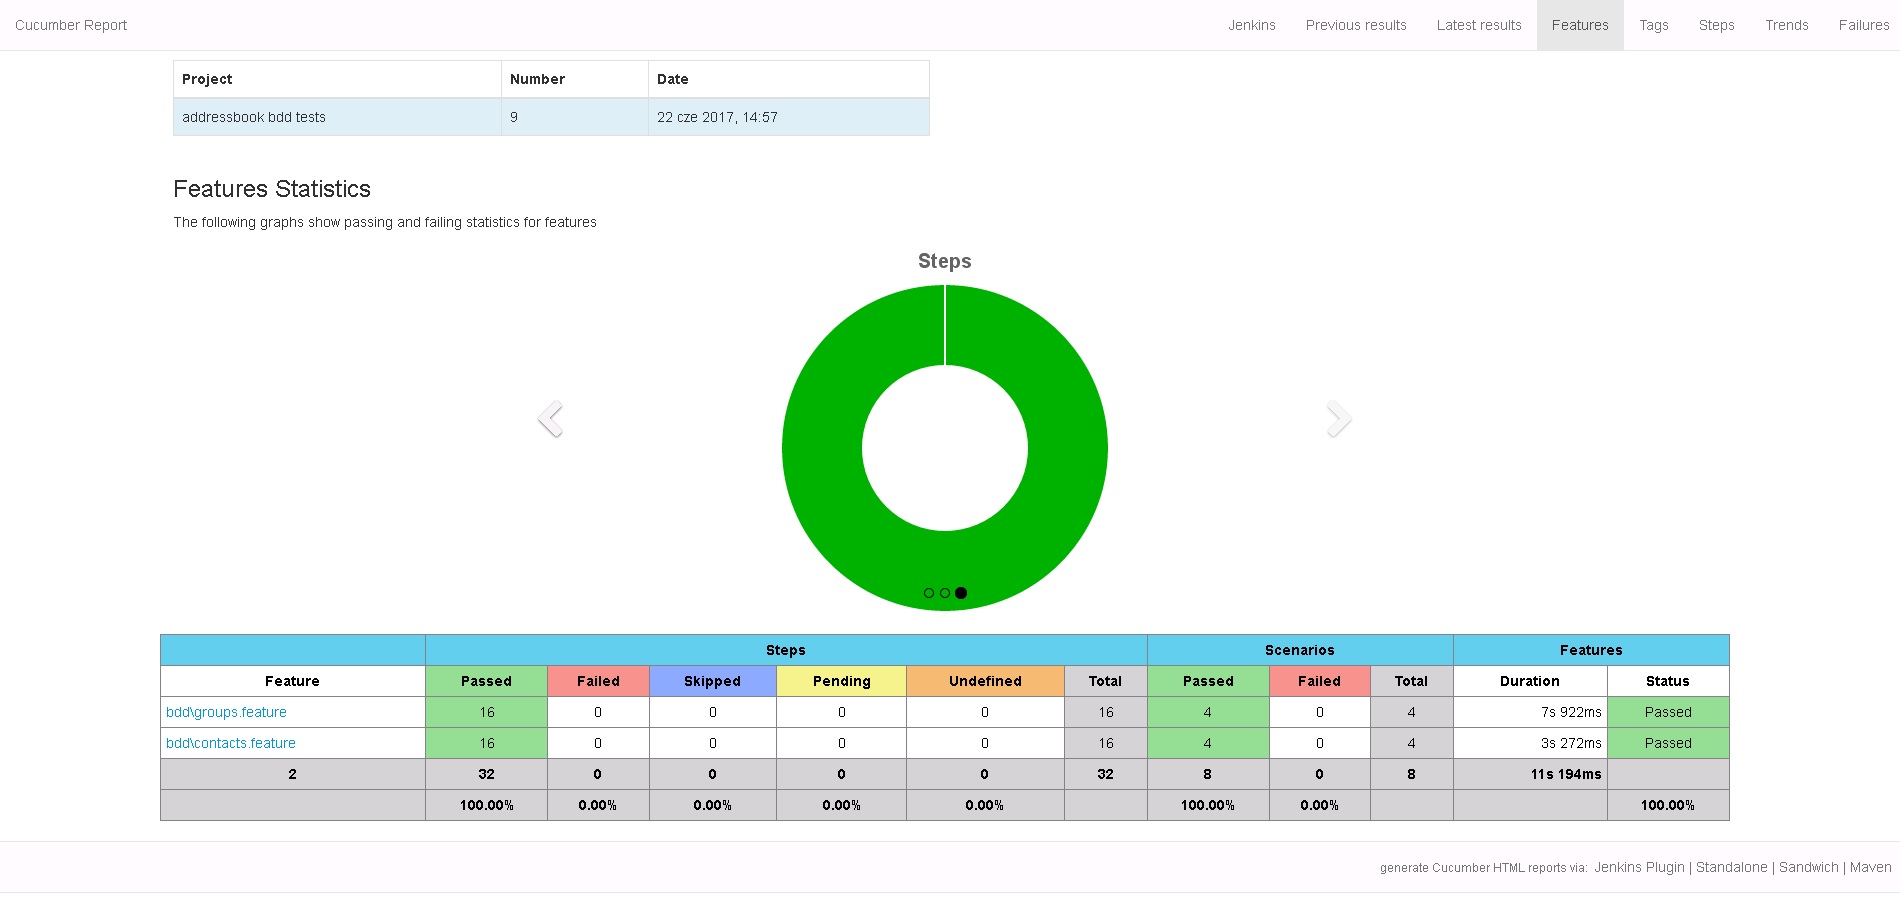 Cucumber Report Jenkins Previous results Latest results Features Tags Steps Trends Failures
Project Number Date
addressbook bdd tests 9 22 cze 2017, 14:57
Features Statistics
The following graphs show passing and failing statistics for features
Steps
Steps Scenarios Features
Feature Passed Failed Skipped Pending Undefined Total Passed Failed Total Duration Status
bdd\groups.feature 16 0 0 0 0 16 4 0 4 7s 922ms Passed
bdd\contacts.feature 16 0 0 0 0 16 4 0 4 3s 272ms Passed
2 32 0 0 0 0 32 8 0 8 11s 194ms
100.00% 0.00% 0.00% 0.00% 0.00% 100.00% 0.00% 100.00%
generate Cucumber HTML reports via: Jenkins Plugin | Standalone | Sandwich | Maven